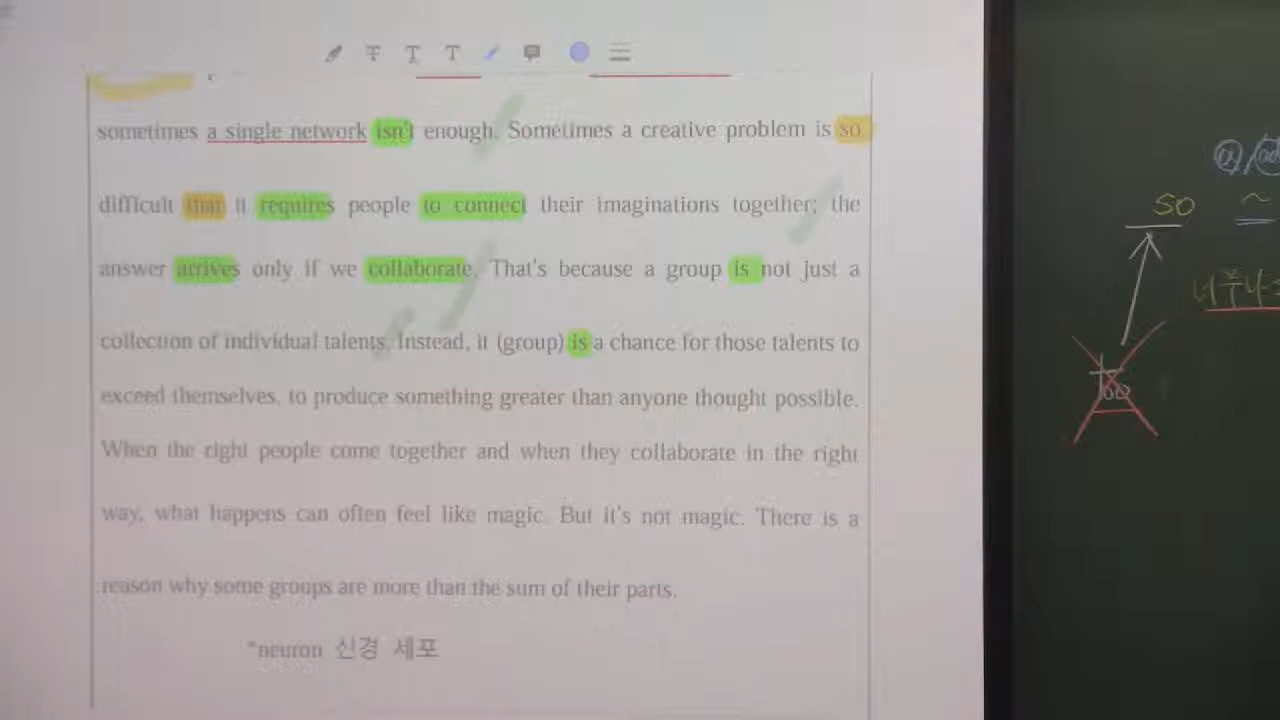 sometimes a single network isn't enough. Sometimes a creative problem is so
difficult that it requires people to connect their imaginations together; the
answer arrives only if we collaborate. That's because a group is not just a
collection of individual talents. Instead, it (group) is a chance for those talents to
exceed themselves, to produce something greater than anyone thought possible.
When the right people come together and when they collaborate in the right
way, what happens can often feel like magic. But it's not magic. There is a
reason why some groups are more than the sum of their parts.
*neuron 신경 세포
so
너무나
too